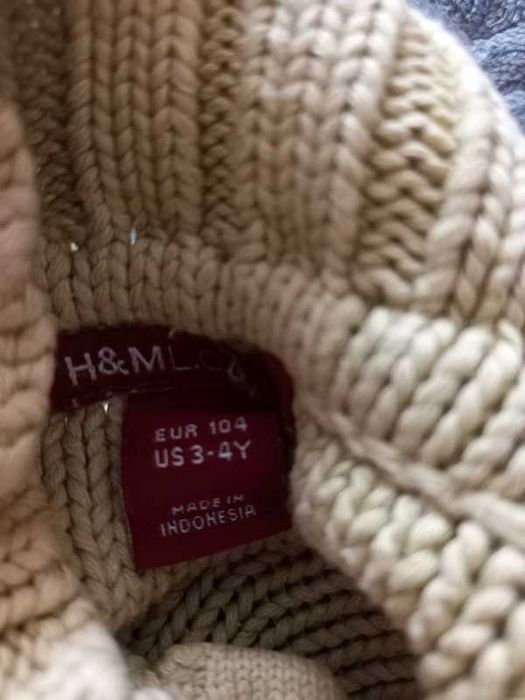 H&M L.O.G
EUR 104
US 3-4Y
MADE IN
INDONESIA